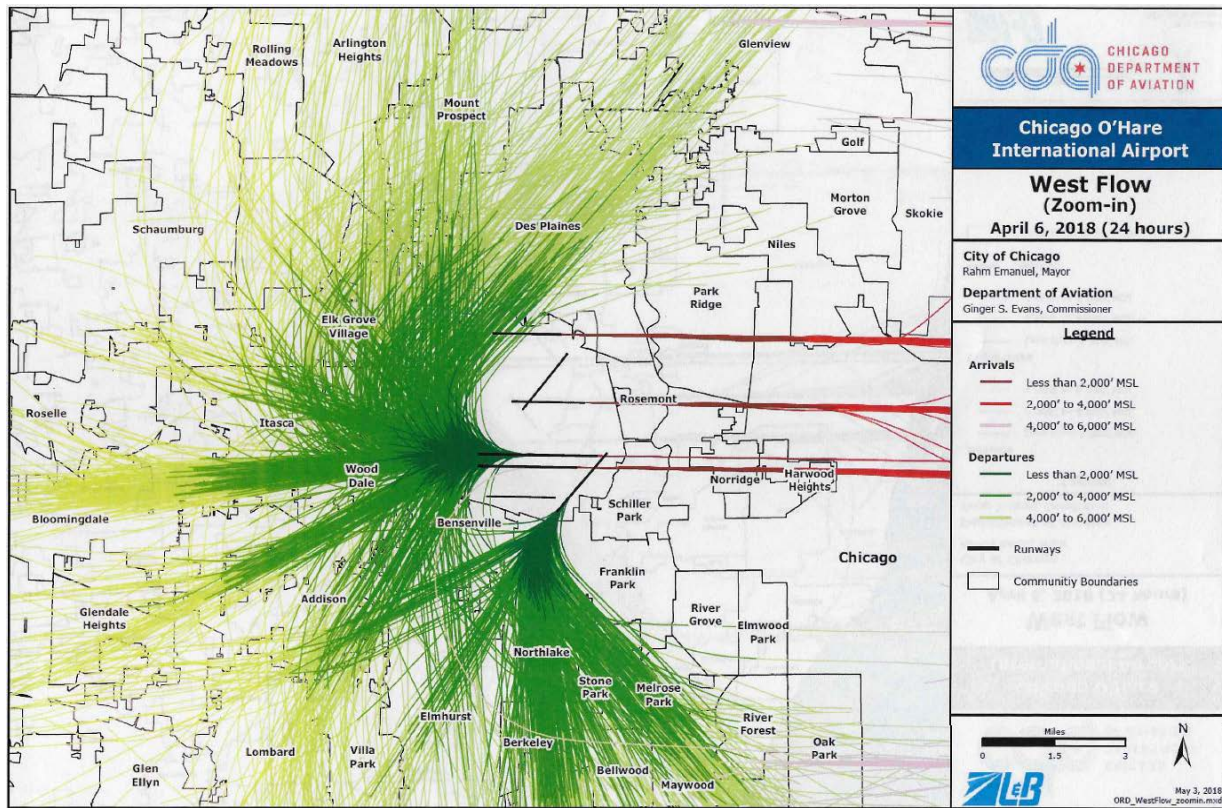 Rolling
Meadows
Arlington
Heights
Glenview
Mount
Prospect
Golf
Morton
Grove
Skokie
Schaumburg
Des Plaines
Niles
Park
Ridge
Elk Grove
Village
Rosemont
Roselle
Itasca
Wood
Dale
Norridge
Harwood
Heights
Schiller
Park
Bloomingdale
Bensenville
Chicago
Franklin
Park
Addison
Glendale
Heights
River
Grove
Elmwood
Park
Northlake
Stone
Park
Melrose
Park
Elmhurst
River
Forest
Oak
Park
Berkeley
Lombard
Villa
Park
Bellwood
Maywood
Glen
Ellyn
cda
CHICAGO
DEPARTMENT
OF AVIATION
Chicago O'Hare
International Airport
West Flow
(Zoom-in)
April 6, 2018 (24 hours)
City of Chicago
Rahm Emanuel, Mayor
Department of Aviation
Ginger S. Evans, Commissioner
Legend
Arrivals
Less than 2,000' MSL
2,000' to 4,000' MSL
4,000' to 6,000' MSL
Departures
Less than 2,000' MSL
2,000' to 4,000' MSL
4,000' to 6,000' MSL
Runways
Communitiy Boundaries
Miles
0 1.5 3
N
L&B
May 3, 2018
ORD_WestFlow_zoomin.mxd